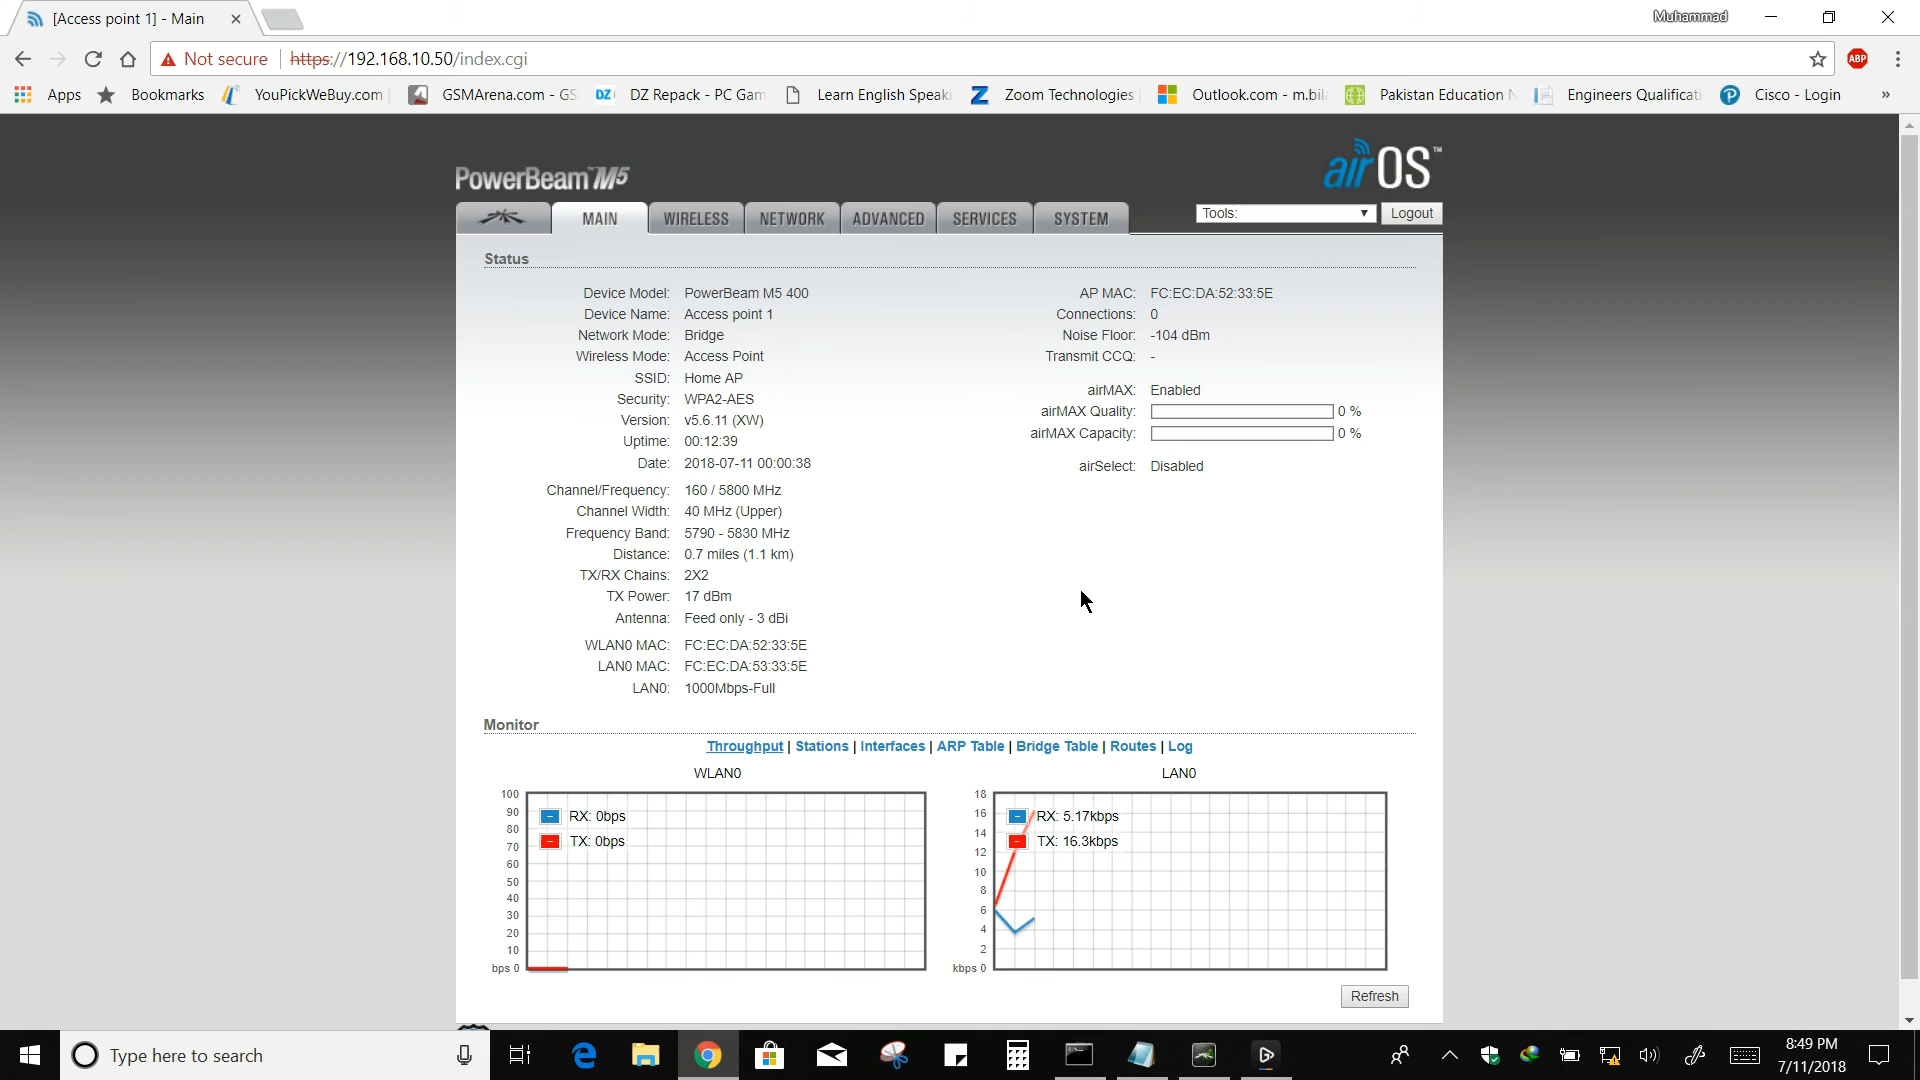 [Access point 1] - Main
Muhammad
Not secure https://192.168.10.50/index.cgi
ABP
Apps Bookmarks YouPickWeBuy.com GSMArena.com - GS DZ DZ Repack - PC Gam Learn English Speaki Z Zoom Technologies Outlook.com - m.bil Pakistan Education N Engineers Qualificati Cisco - Login »
PowerBeam™ M5
airOS™
MAIN WIRELESS NETWORK ADVANCED SERVICES SYSTEM
Tools: Logout
Status
Device Model: PowerBeam M5 400
Device Name: Access point 1
Network Mode: Bridge
Wireless Mode: Access Point
SSID: Home AP
Security: WPA2-AES
Version: v5.6.11 (XW)
Uptime: 00:12:39
Date: 2018-07-11 00:00:38
Channel/Frequency: 160 / 5800 MHz
Channel Width: 40 MHz (Upper)
Frequency Band: 5790 - 5830 MHz
Distance: 0.7 miles (1.1 km)
TX/RX Chains: 2X2
TX Power: 17 dBm
Antenna: Feed only - 3 dBi
WLAN0 MAC: FC:EC:DA:52:33:5E
LAN0 MAC: FC:EC:DA:53:33:5E
LAN0: 1000Mbps-Full
AP MAC: FC:EC:DA:52:33:5E
Connections: 0
Noise Floor: -104 dBm
Transmit CCQ: -
airMAX: Enabled
airMAX Quality: 0 %
airMAX Capacity: 0 %
airSelect: Disabled
Monitor
Throughput | Stations | Interfaces | ARP Table | Bridge Table | Routes | Log
WLAN0
100
90
80
70
60
50
40
30
20
10
bps 0
RX: 0bps
TX: 0bps
LAN0
18
16
14
12
10
8
6
4
2
kbps 0
RX: 5.17kbps
TX: 16.3kbps
Refresh
Type here to search
8:49 PM
7/11/2018